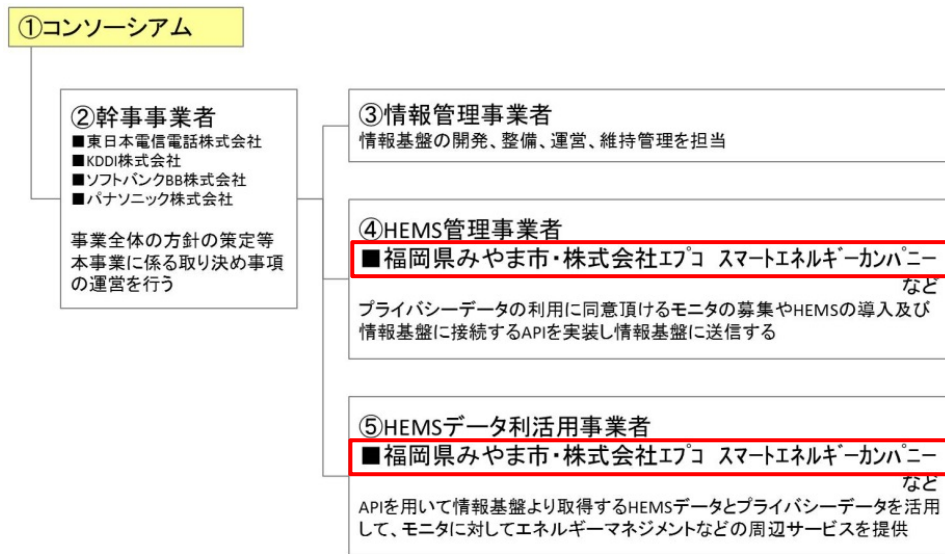 ①コンソーシアム
②幹事事業者
■東日本電信電話株式会社
■KDDI株式会社
■ソフトバンクBB株式会社
■パナソニック株式会社
事業全体の方針の策定等
本事業に係る取り決め事項
の運営を行う
③情報管理事業者
情報基盤の開発、整備、運営、維持管理を担当
④HEMS管理事業者
■福岡県みやま市・株式会社ｴﾌﾟｺ ｽﾏｰﾄｴﾈﾙｷﾞｰｶﾝﾊﾟﾆｰ
など
プライバシーデータの利用に同意頂けるモニタの募集やHEMSの導入及び
情報基盤に接続するAPIを実装し情報基盤に送信する
⑤HEMSデータ利活用事業者
■福岡県みやま市・株式会社ｴﾌﾟｺ ｽﾏｰﾄｴﾈﾙｷﾞｰｶﾝﾊﾟﾆｰ
など
APIを用いて情報基盤より取得するHEMSデータとプライバシーデータを活用
して、モニタに対してエネルギーマネジメントなどの周辺サービスを提供